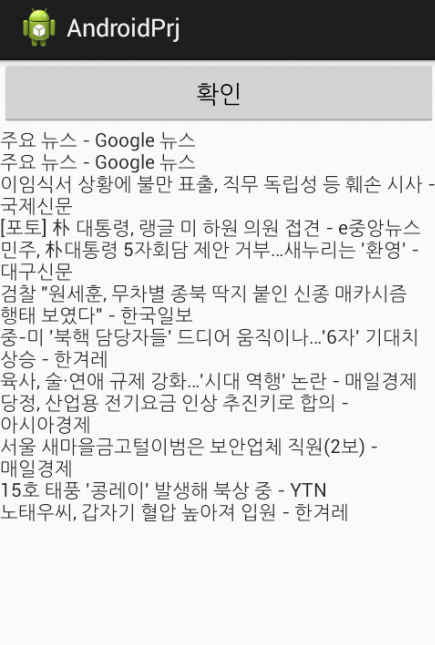 AndroidPrj
확인
주요 뉴스 - Google 뉴스
주요 뉴스 - Google 뉴스
이임식서 상황에 불만 표출, 직무 독립성 등 훼손 시사 -
국제신문
[포토] 朴 대통령, 랭글 미 하원 의원 접견 - e중앙뉴스
민주, 朴대통령 5자회담 제안 거부...새누리는 '환영' -
대구신문
검찰 "원세훈, 무차별 종북 딱지 붙인 신종 매카시즘
행태 보였다" - 한국일보
중-미 '북핵 담당자들' 드디어 움직이나...'6자' 기대치
상승 - 한겨레
육사, 술·연애 규제 강화...'시대 역행' 논란 - 매일경제
당정, 산업용 전기요금 인상 추진키로 합의 -
아시아경제
서울 새마을금고털이범은 보안업체 직원(2보) -
매일경제
15호 태풍 '콩레이' 발생해 북상 중 - YTN
노태우씨, 갑자기 혈압 높아져 입원 - 한겨레